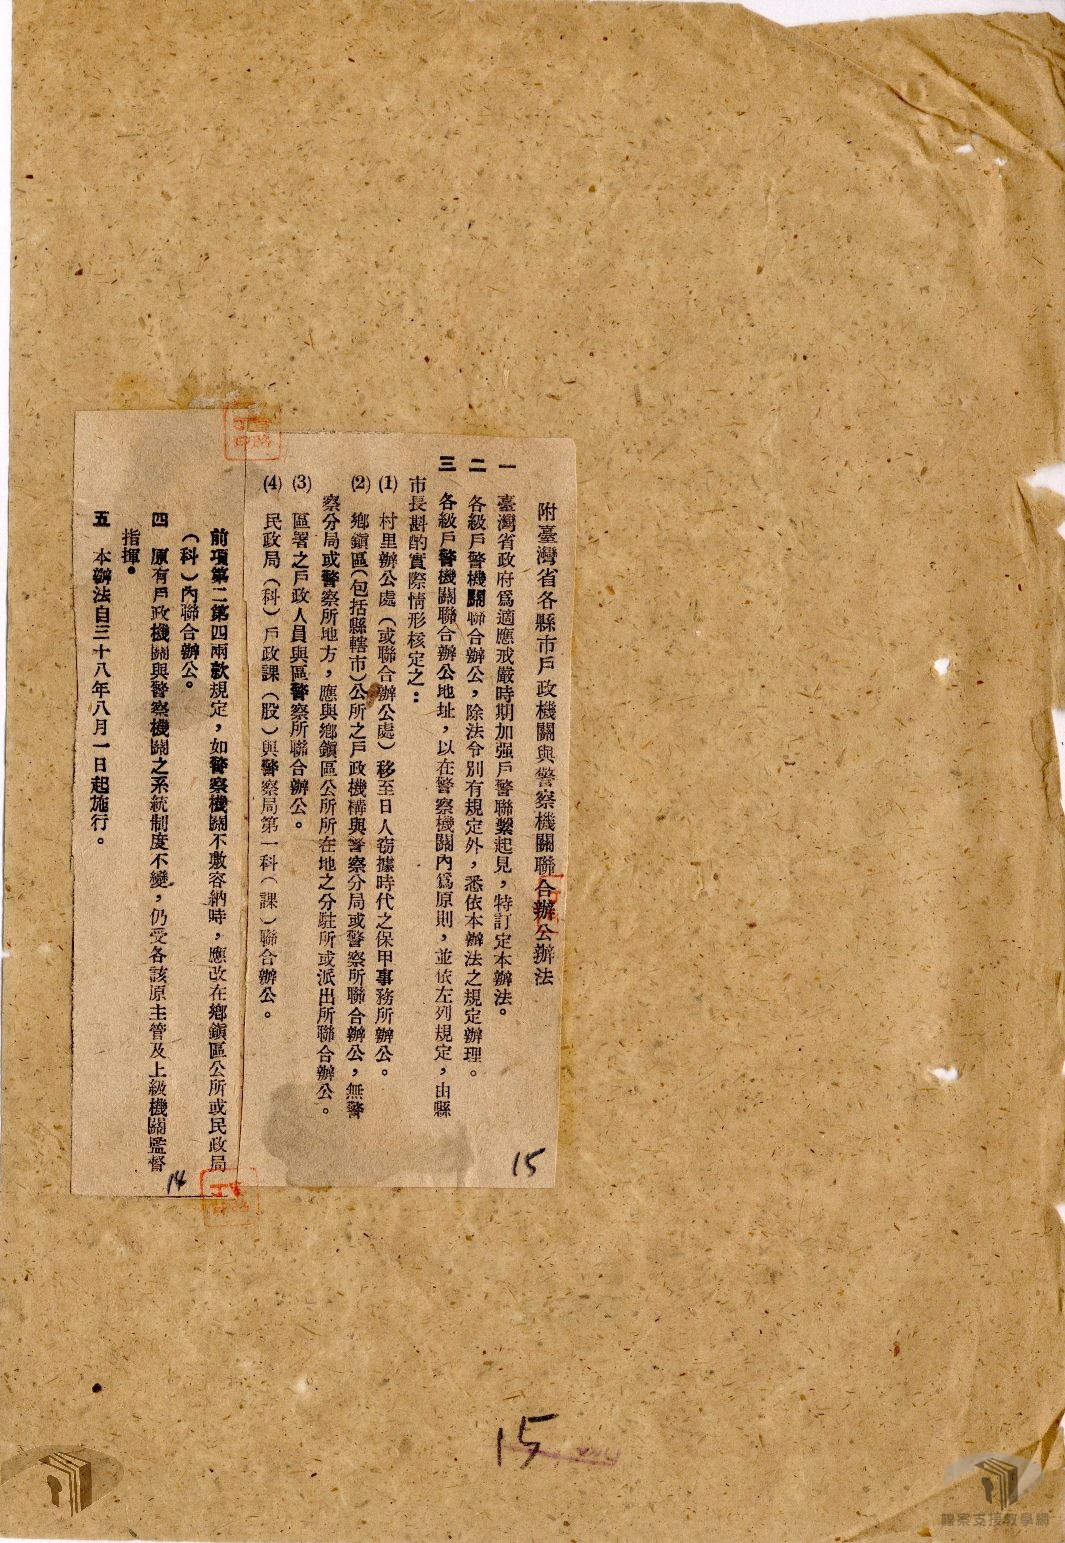 附臺灣省各縣市戶政機關與警察機關聯合辦公辦法
一 臺灣省政府爲適應戒嚴時期加强戶警聯繫起見，特訂定本辦法。
二 各級戶警機關聯合辦公，除法令別有規定外，悉依本辦法之規定辦理。
三 各級戶警機關聯合辦公地址，以在警察機關內爲原則，並依左列規定，由縣
市長斟酌實際情形核定之：
(1) 村里辦公處（或聯合辦公處）移至日人窃據時代之保甲事務所辦公。
(2) 鄉鎭區（包括縣轄市）公所之戶政機構與警察分局或警察所聯合辦公，無警
察分局或警察所地方，應與鄉鎭區公所所在地之分駐所或派出所聯合辦公。
(3) 區署之戶政人員與區警察所聯合辦公。
(4) 民政局（科）戶政課（股）與警察局第一科（課）聯合辦公。
前項第二第四兩款規定，如警察機關不敷容納時，應改在鄉鎭區公所或民政局
（科）內聯合辦公。
四 原有戶政機關與警察機關之系統制度不變，仍受各該原主管及上級機關監督
指揮。
五 本辦法自三十八年八月一日起施行。
15
14
15
檔案支援教學網